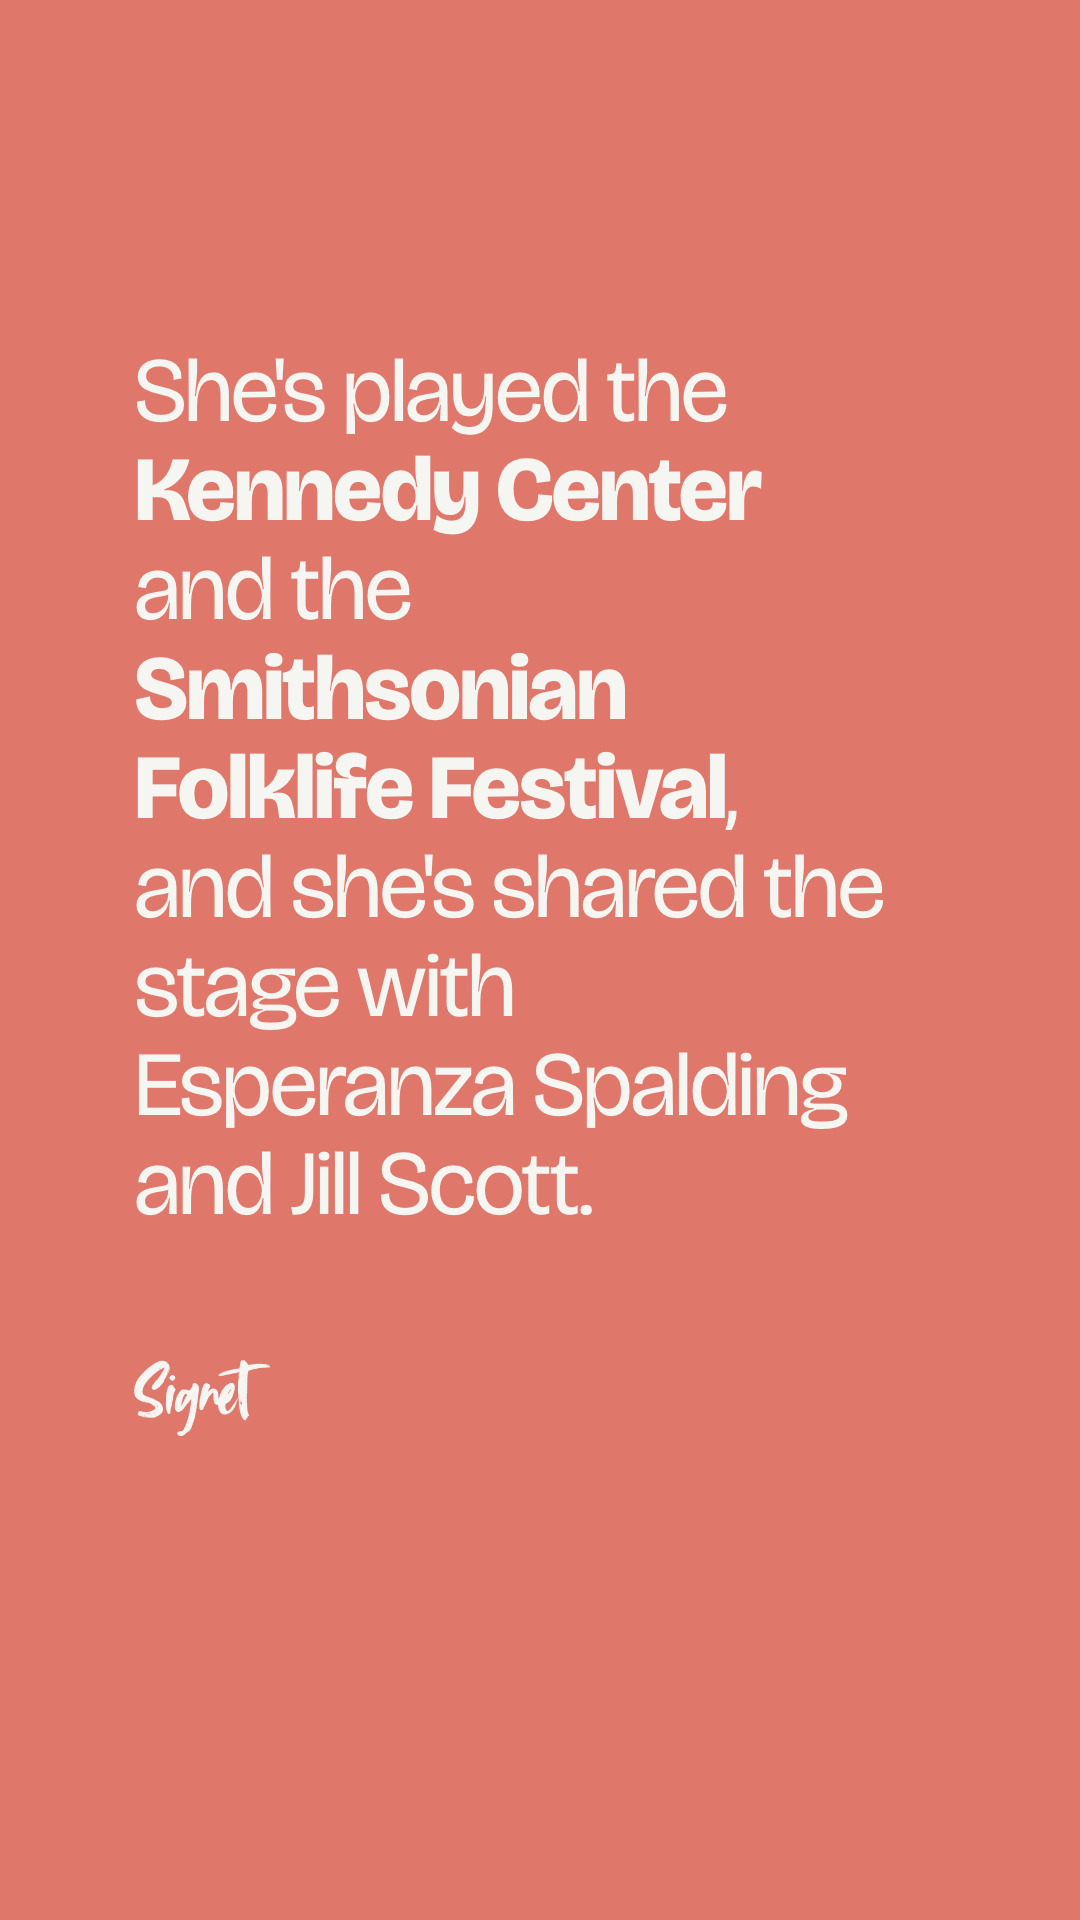 She's played the
Kennedy Center
and the
Smithsonian
Folklife Festival,
and she's shared the
stage with
Esperanza Spalding
and Jill Scott.
Signet